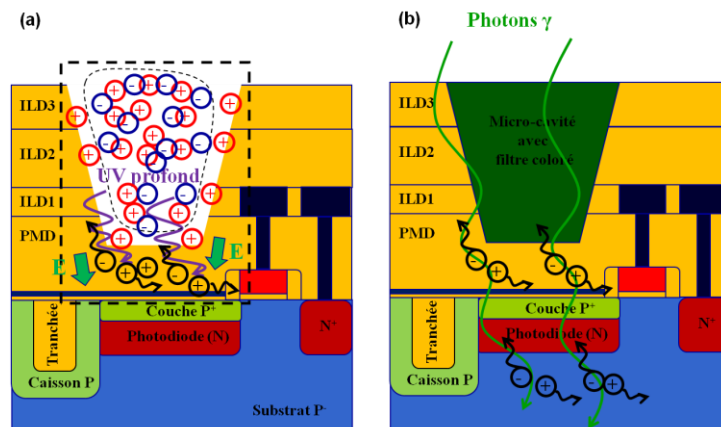 (a)
ILD3
ILD2
UV profond
ILD1
PMD
E
E
Couche P+
Photodiode (N)
N+
Tranchée
Caisson P
Substrat P-
(b)
Photons γ
ILD3
Micro-cavité
avec
filtre coloré
ILD2
ILD1
PMD
Couche P+
Photodiode (N)
N+
Tranchée
Caisson P
Substrat P-